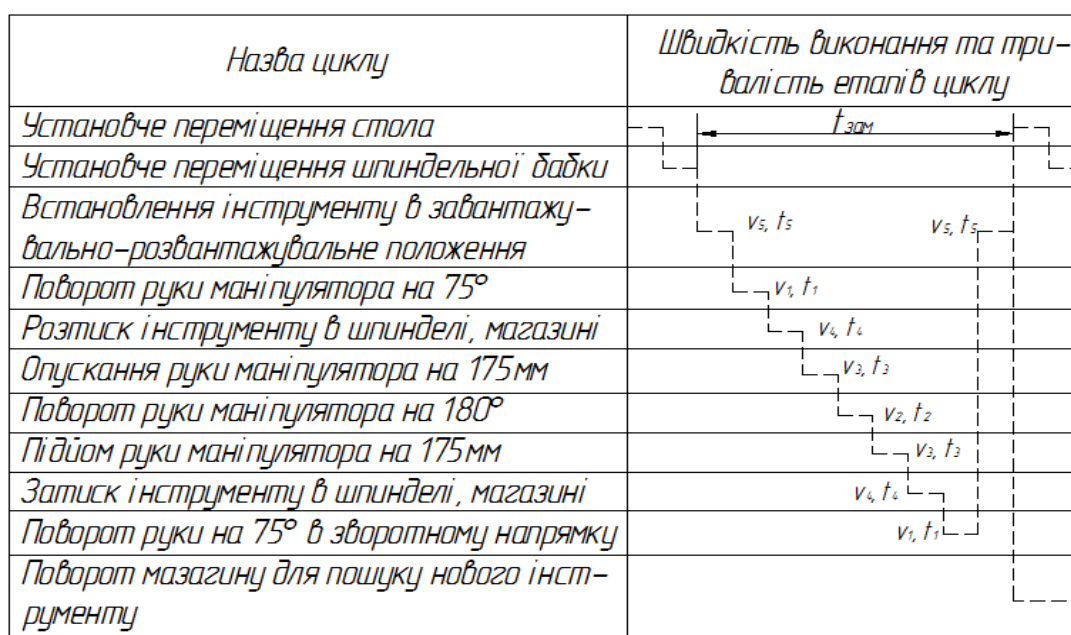 Назва циклу
Швидкість виконання та три-
валість етапів циклу
Установче переміщення стола
tзам
Установче переміщення шпиндельної бабки
Встановлення інструменту в завантажу-
вально-розвантажувальне положення
v5, t5
v5, t5
Поворот руки маніпулятора на 75°
v1, t1
Розтиск інструменту в шпинделі, магазині
v4, t4
Опускання руки маніпулятора на 175мм
v3, t3
Поворот руки маніпулятора на 180°
v2, t2
Підйом руки маніпулятора на 175мм
v3, t3
Затиск інструменту в шпинделі, магазині
v4, t4
Поворот руки на 75° в зворотному напрямку
v1, t1
Поворот мазагину для пошуку нового інст-
рументу